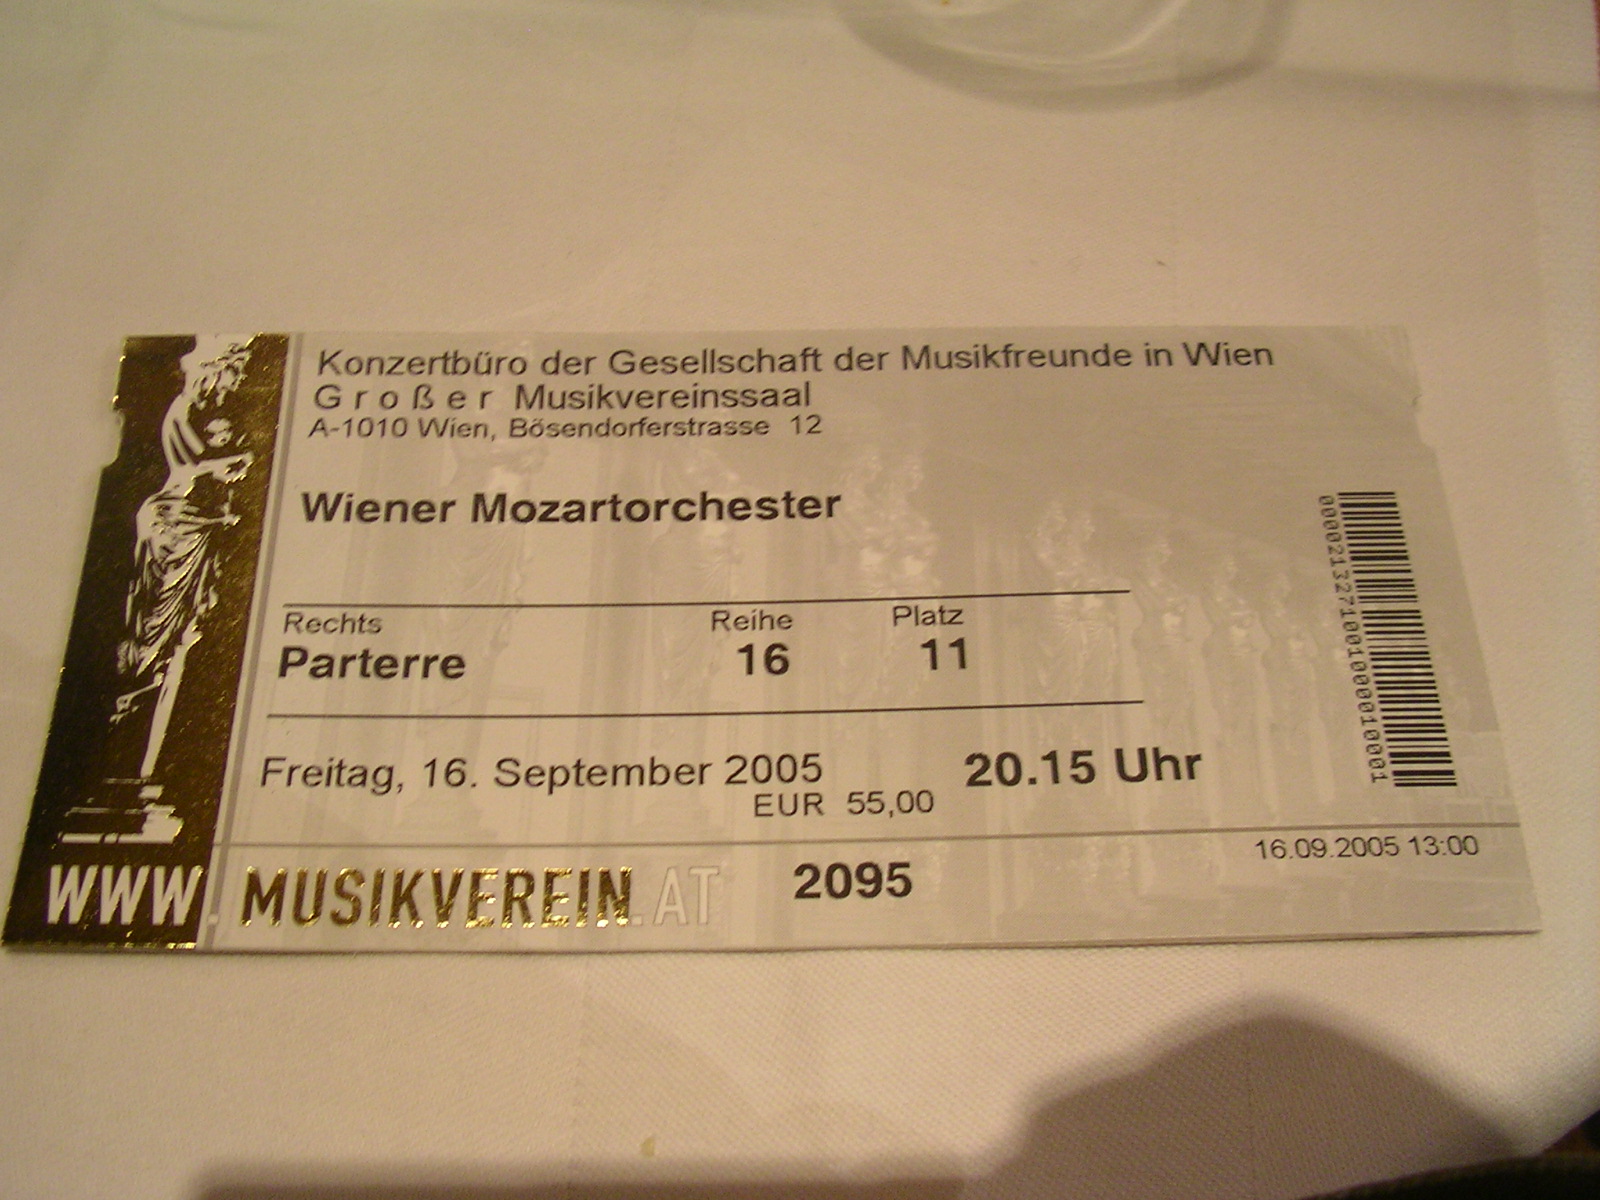 Konzertbüro der Gesellschaft der Musikfreunde in Wien
Großer Musikvereinssaal
A-1010 Wien, Bösendorferstrasse 12
Wiener Mozartorchester
Rechts Reihe Platz
Parterre 16 11
Freitag, 16. September 2005 20.15 Uhr
EUR 55,00
16.09.2005 13:00
WWW.MUSIKVEREIN.AT 2095